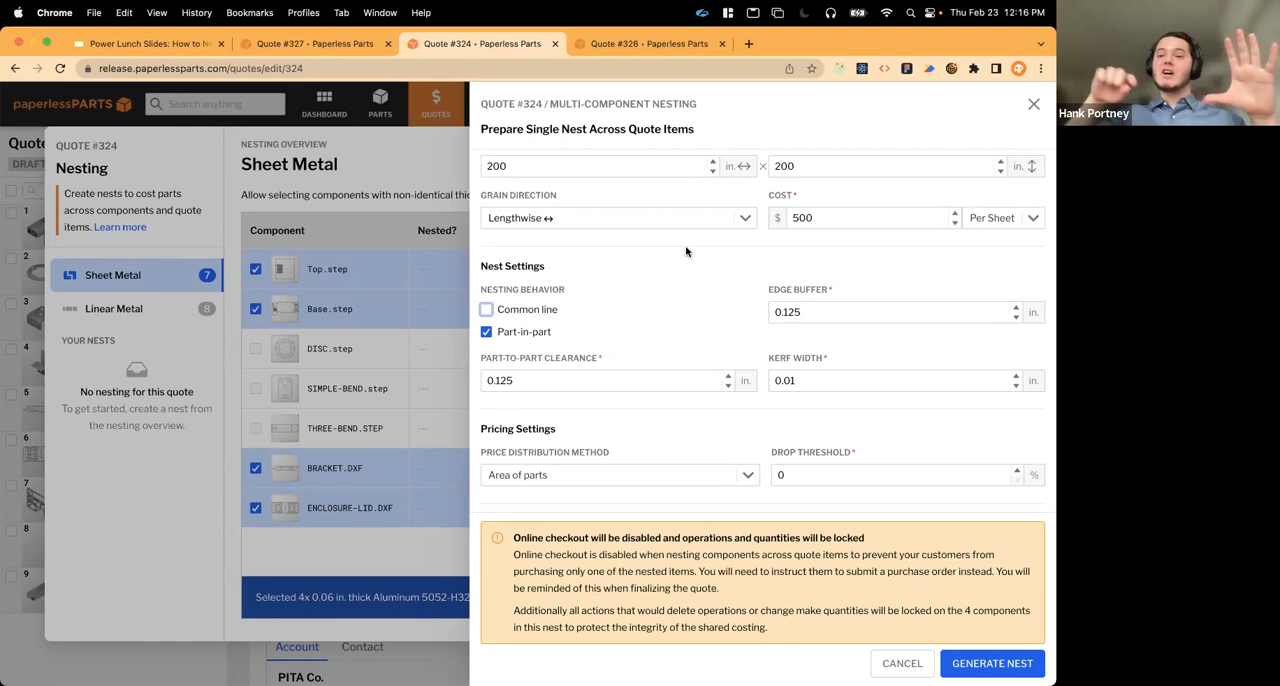 Chrome File Edit View History Bookmarks Profiles Tab Window Help
Thu Feb 23 12:16 PM
Power Lunch Slides: How to N
Quote #327 • Paperless Parts
Quote #324 • Paperless Parts
Quote #326 • Paperless Parts
release.paperlessparts.com/quotes/edit/324
Hank Portney
paperlessPARTS
Search anything
DASHBOARD
PARTS
QUOTES
Quote
DRAFT
1
2
3
4
5
6
7
8
9
QUOTE #324
Nesting
Create nests to cost parts
across components and quote
items. Learn more
Sheet Metal 7
Linear Metal 8
YOUR NESTS
No nesting for this quote
To get started, create a nest from
the nesting overview.
NESTING OVERVIEW
Sheet Metal
Allow selecting components with non-identical thic
Component Nested?
Top.step ---
Base.step ---
DISC.step ---
SIMPLE-BEND.step ---
THREE-BEND.STEP ---
BRACKET.DXF ---
ENCLOSURE-LID.DXF ---
Selected 4x 0.06 in. thick Aluminum 5052-H32
Account Contact
PITA Co.
QUOTE #324 / MULTI-COMPONENT NESTING
Prepare Single Nest Across Quote Items
200 in. × 200 in.
GRAIN DIRECTION COST*
Lengthwise $ 500 Per Sheet
Nest Settings
NESTING BEHAVIOR EDGE BUFFER*
Common line
0.125 in.
Part-in-part
PART-TO-PART CLEARANCE* KERF WIDTH*
0.125 in. 0.01 in.
Pricing Settings
PRICE DISTRIBUTION METHOD DROP THRESHOLD*
Area of parts 0 %
Online checkout will be disabled and operations and quantities will be locked
Online checkout is disabled when nesting components across quote items to prevent your customers from
purchasing only one of the nested items. You will need to instruct them to submit a purchase order instead. You will
be reminded of this when finalizing the quote.
Additionally all actions that would delete operations or change make quantities will be locked on the 4 components
in this nest to protect the integrity of the shared costing.
CANCEL GENERATE NEST